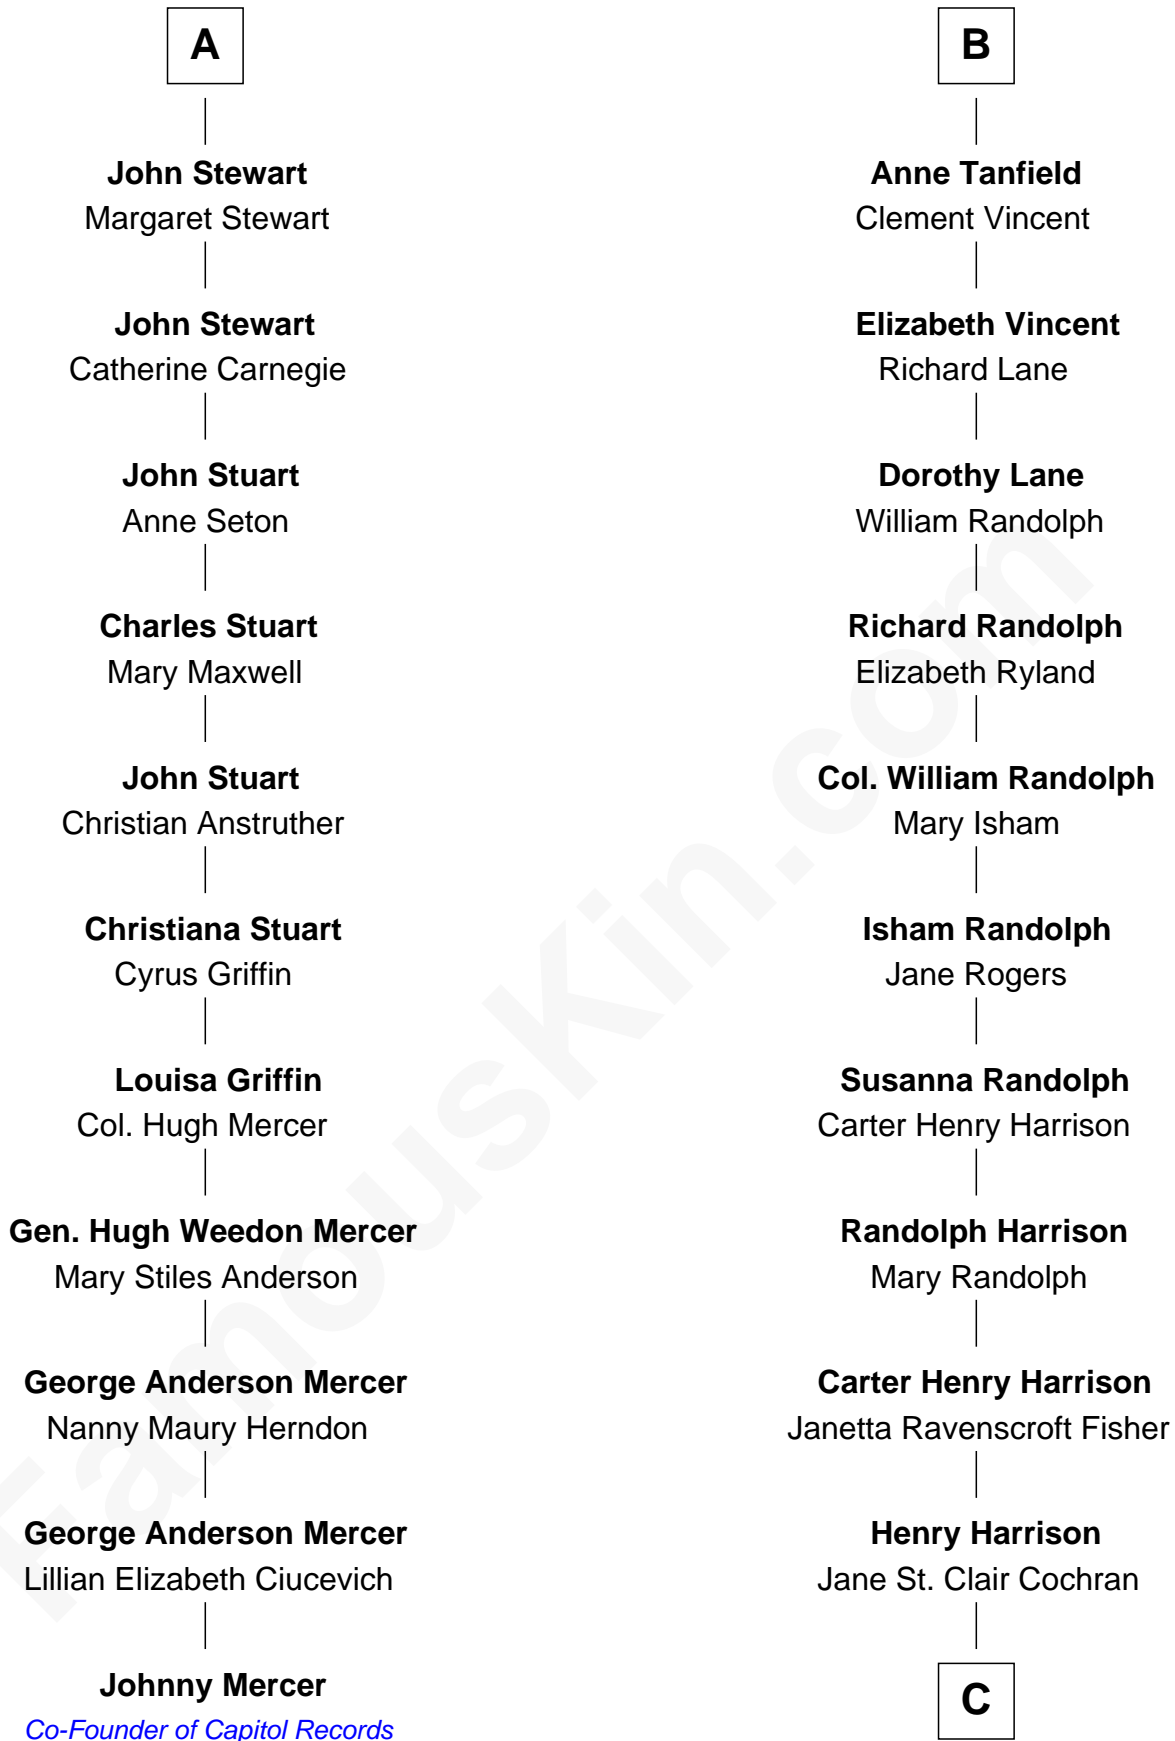 A
John Stewart
Margaret Stewart
John Stewart
Catherine Carnegie
John Stuart
Anne Seton
Charles Stuart
Mary Maxwell
John Stuart
Christian Anstruther
Christiana Stuart
Cyrus Griffin
Louisa Griffin
Col. Hugh Mercer
Gen. Hugh Weedon Mercer
Mary Stiles Anderson
George Anderson Mercer
Nanny Maury Herndon
George Anderson Mercer
Lillian Elizabeth Ciucevich
Johnny Mercer
Co-Founder of Capitol Records
B
Anne Tanfield
Clement Vincent
Elizabeth Vincent
Richard Lane
Dorothy Lane
William Randolph
Richard Randolph
Elizabeth Ryland
Col. William Randolph
Mary Isham
Isham Randolph
Jane Rogers
Susanna Randolph
Carter Henry Harrison
Randolph Harrison
Mary Randolph
Carter Henry Harrison
Janetta Ravenscroft Fisher
Henry Harrison
Jane St. Clair Cochran
C
FamousKin.com